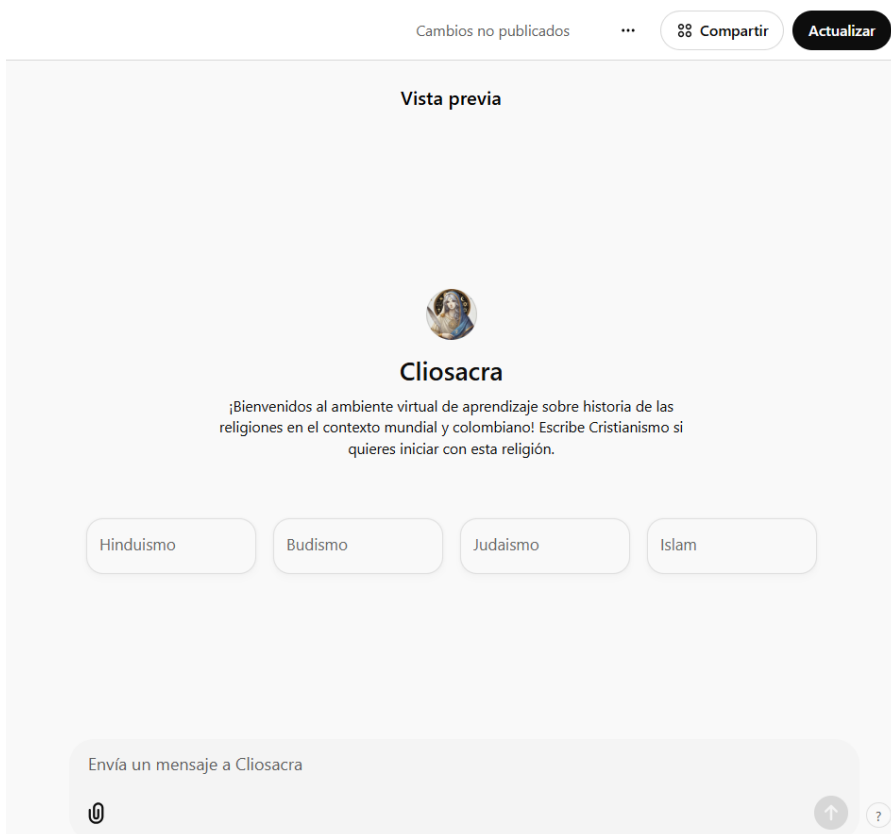 Cambios no publicados ··· Compartir Actualizar
Vista previa
Cliosacra
¡Bienvenidos al ambiente virtual de aprendizaje sobre historia de las
religiones en el contexto mundial y colombiano! Escribe Cristianismo si
quieres iniciar con esta religión.
Hinduismo Budismo Judaismo Islam
Envía un mensaje a Cliosacra
?